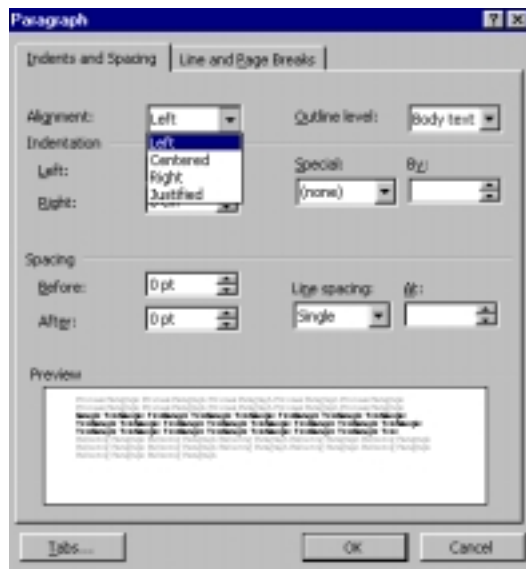 Paragraph
Indents and Spacing Line and Page Breaks
Alignment: Left Outline level: Body text
Left
Centered
Right
Justified
Indentation
Left:
Right:
Special: By:
(none)
Spacing
Before: 0 pt
After: 0 pt
Line spacing: At:
Single
Preview
Tabs...
OK
Cancel